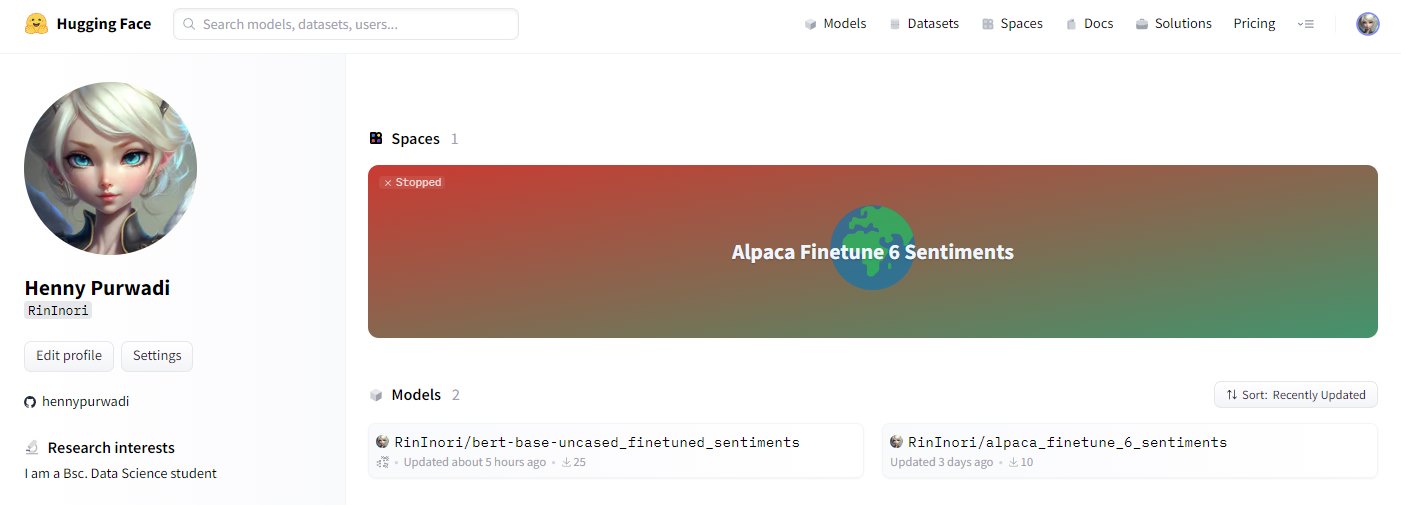 Hugging Face
Search models, datasets, users...
Models
Datasets
Spaces
Docs
Solutions
Pricing
Henny Purwadi
RinInori
Edit profile
Settings
hennypurwadi
Research interests
I am a Bsc. Data Science student
Spaces 1
Stopped
Alpaca Finetune 6 Sentiments
Models 2
Sort: Recently Updated
RinInori/bert-base-uncased_finetuned_sentiments
Updated about 5 hours ago • 25
RinInori/alpaca_finetune_6_sentiments
Updated 3 days ago • 10